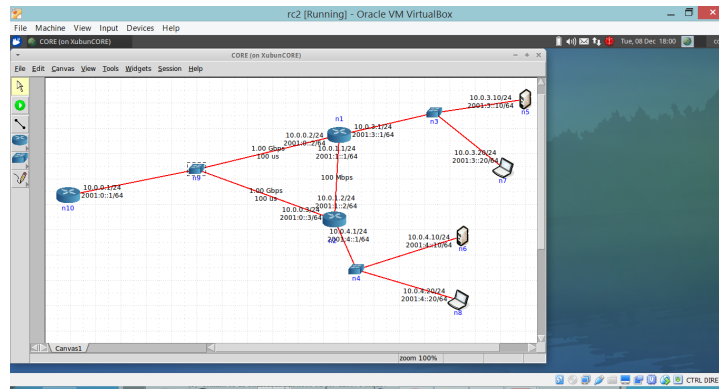 rc2 [Running] - Oracle VM VirtualBox
File Machine View Input Devices Help
CORE (on XubunCORE)
Tue, 08 Dec 18:00
CORE (on XubunCORE)
File Edit Canvas View Tools Widgets Session Help
n1
10.0.3.1/24
2001:3::1/64
n3
10.0.3.10/24
2001:3::10/64
n5
10.0.0.2/24
2001:0::2/64
10.0.1.1/24
2001:1::1/64
1.00 Gbps
100 us
10.0.3.20/24
2001:3::20/64
n7
n9
100 Mbps
10.0.0.1/24
2001:0::1/64
n10
1.00 Gbps
100 us
10.0.1.2/24
2001:1::2/64
10.0.0.3/24
2001:0::3/64
10.0.4.1/24
2001:4::1/64
10.0.4.10/24
2001:4::10/64
n6
n4
10.0.4.20/24
2001:4::20/64
n8
Canvas1
zoom 100%
CTRL DIRE